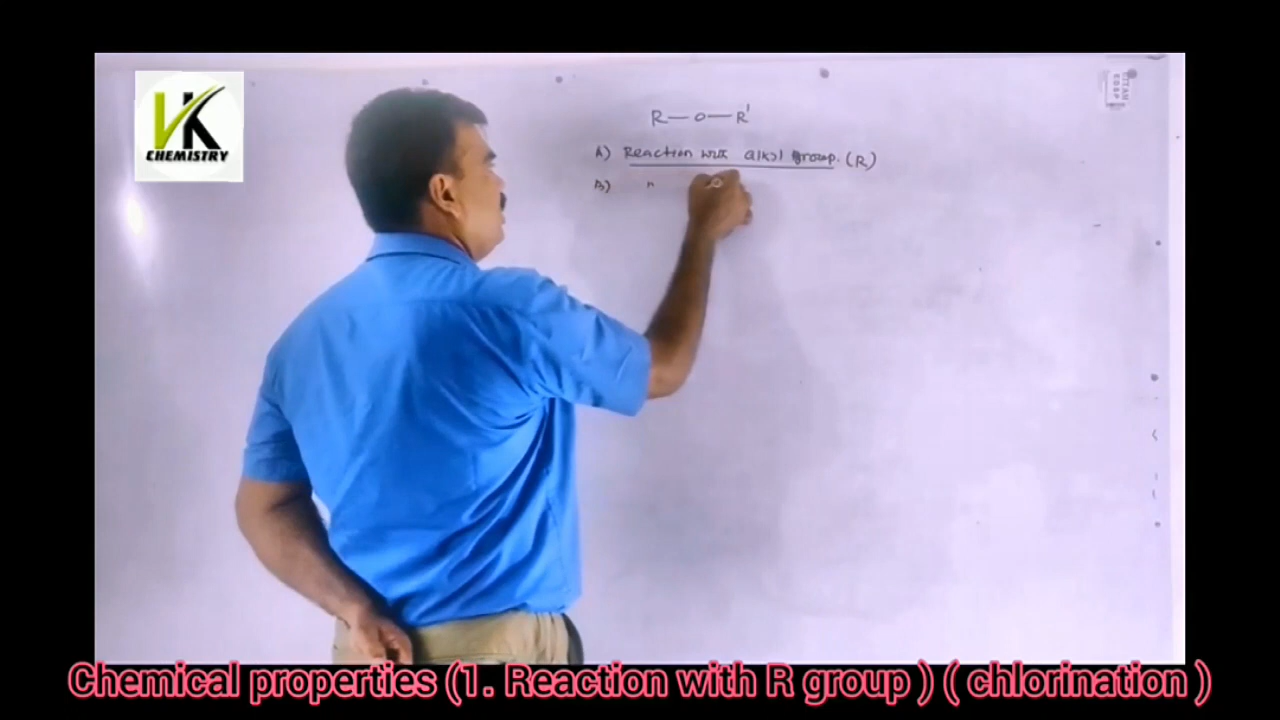 VK
CHEMISTRY
R—O—R'
A) Reaction with alkyl group. (R)
B) "
Chemical properties (1. Reaction with R group ) ( chlorination )